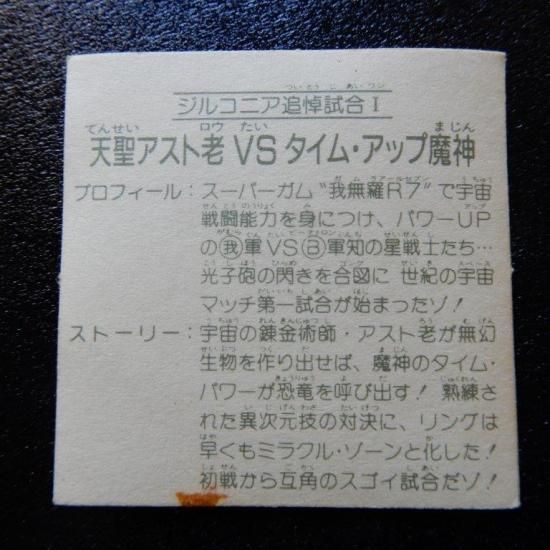 ジルコニア追悼試合I
天聖アスト老 VS タイム・アップ魔神
プロフィール：スーパーガム“我無羅R7”で宇宙
戦闘能力を身につけ、パワーUP
の我軍VSB軍知の星戦士たち…
光子砲の閃きを合図に 世紀の宇宙
マッチ第一試合が始まったゾ！
ストーリー：宇宙の錬金術師・アスト老が無幻
生物を作り出せば、魔神のタイム・
パワーが恐竜を呼び出す！ 熟練さ
れた異次元技の対決に、リングは
早くもミラクル・ゾーンと化した！
初戦から互角のスゴイ試合だゾ！